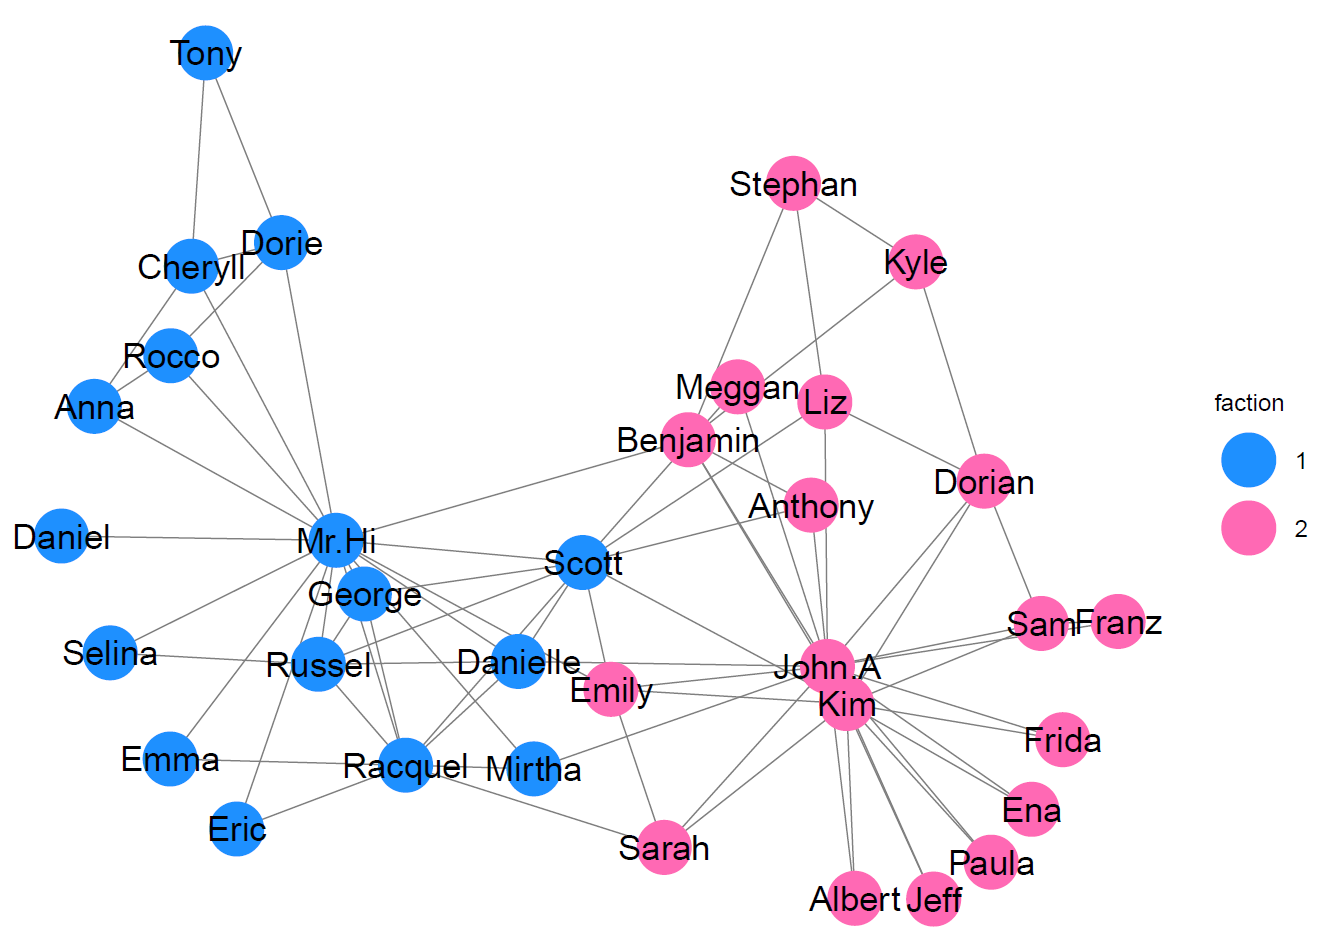 Tony
Stephan
Dorie
Cheryll
Kyle
Rocco
Meggan
Anna
Liz
faction
Benjamin
1
Dorian
Anthony
2
Daniel
Mr.Hi
Scott
George
Sam
Franz
Selina
Russel
Danielle
John.A
Emily
Kim
Frida
Emma
Racquel
Mirtha
Ena
Eric
Sarah
Paula
Albert
Jeff